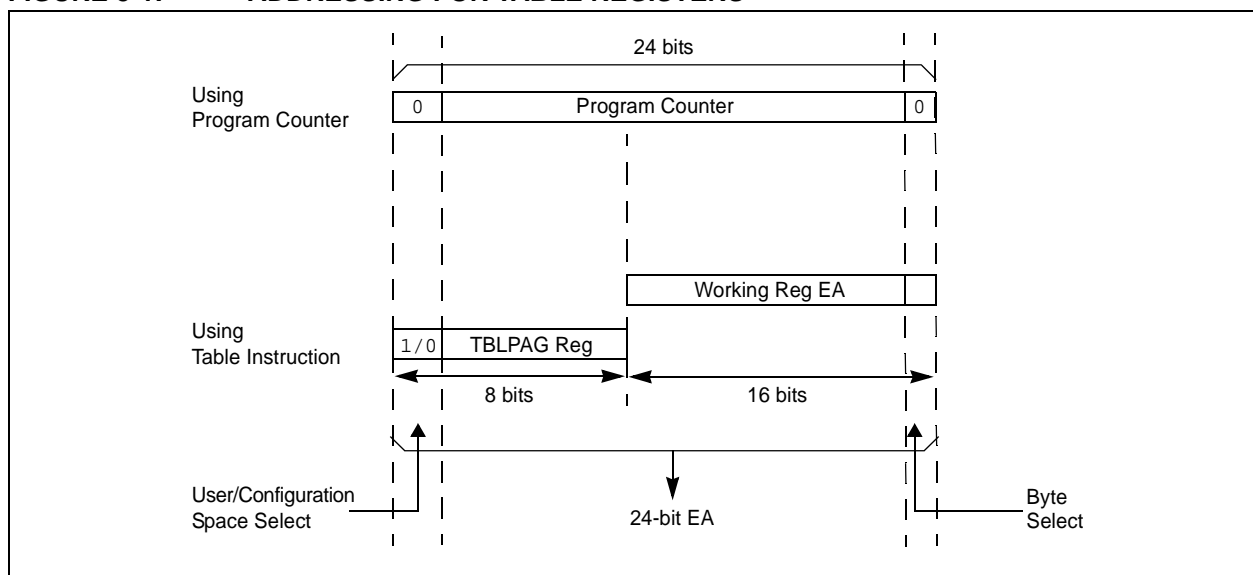 24 bits
Using
Program Counter
0
Program Counter
0
Working Reg EA
Using
Table Instruction
1/0
TBLPAG Reg
8 bits
16 bits
User/Configuration
Space Select
24-bit EA
Byte
Select